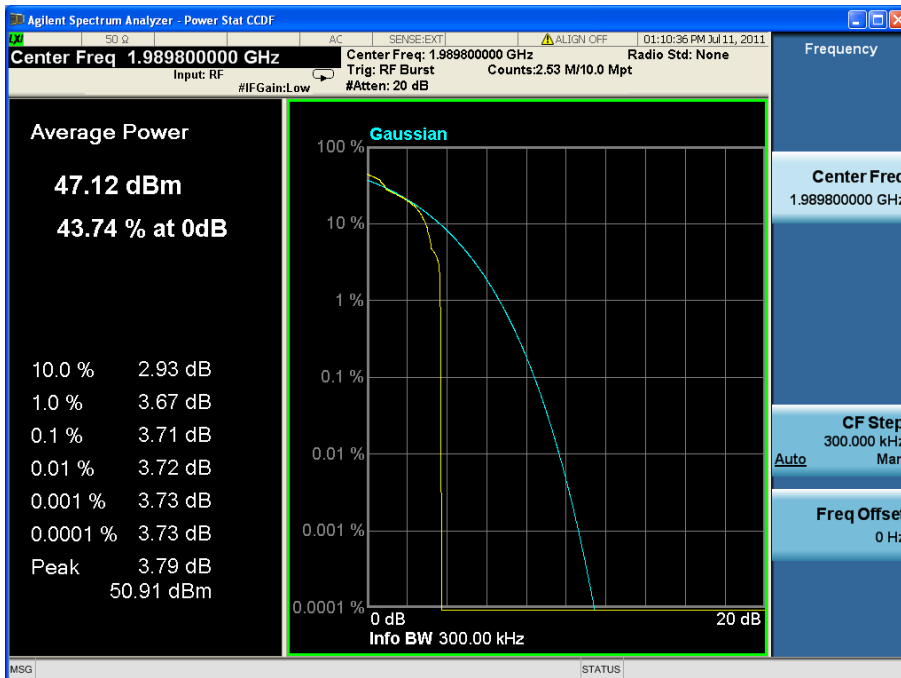 Agilent Spectrum Analyzer - Power Stat CCDF
LXI 50 Ω AC SENSE:EXT ALIGN OFF 01:10:36 PM Jul 11, 2011
Center Freq 1.989800000 GHz
Input: RF
#IFGain:Low
Center Freq: 1.989800000 GHz Radio Std: None
Trig: RF Burst Counts:2.53 M/10.0 Mpt
#Atten: 20 dB
Average Power
47.12 dBm
43.74 % at 0dB
10.0 % 2.93 dB
1.0 % 3.67 dB
0.1 % 3.71 dB
0.01 % 3.72 dB
0.001 % 3.73 dB
0.0001 % 3.73 dB
Peak 3.79 dB
50.91 dBm
Gaussian
100 %
10 %
1 %
0.1 %
0.01 %
0.001 %
0.0001 %
0 dB 20 dB
Info BW 300.00 kHz
Frequency
Center Freq
1.989800000 GHz
CF Step
300.000 kHz
Auto Man
Freq Offset
0 Hz
MSG STATUS